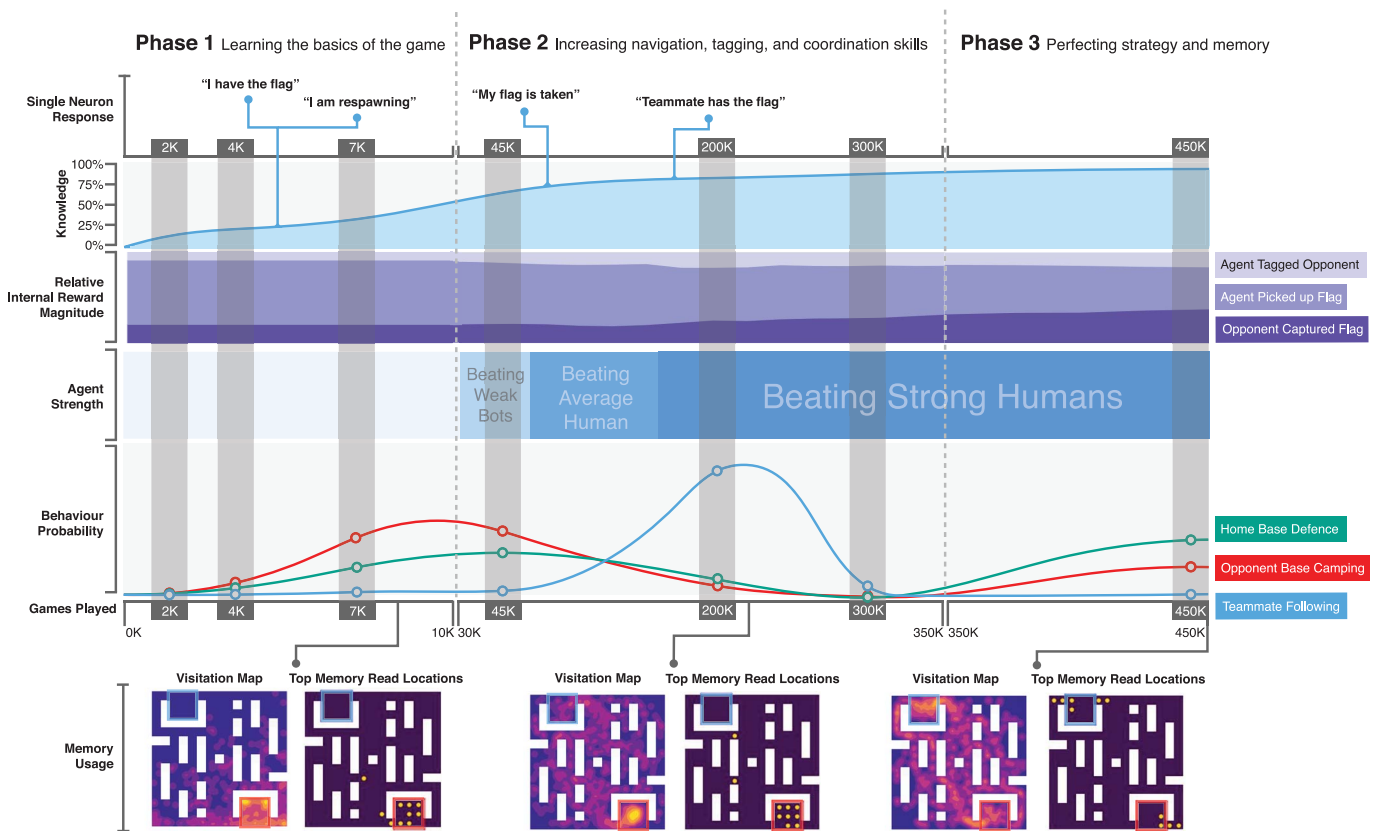 Phase 1 Learning the basics of the game
Phase 2 Increasing navigation, tagging, and coordination skills
Phase 3 Perfecting strategy and memory
Single Neuron
Response
“I have the flag”
“I am respawning”
“My flag is taken”
“Teammate has the flag”
2K
4K
7K
45K
200K
300K
450K
Knowledge
100%
75%
50%
25%
0%
Relative
Internal Reward
Magnitude
Agent Tagged Opponent
Agent Picked up Flag
Opponent Captured Flag
Agent
Strength
Beating
Weak
Bots
Beating
Average
Human
Beating Strong Humans
Behaviour
Probability
Home Base Defence
Opponent Base Camping
Teammate Following
Games Played
2K
4K
7K
45K
200K
300K
450K
0K
10K
30K
350K
350K
450K
Visitation Map
Top Memory Read Locations
Visitation Map
Top Memory Read Locations
Visitation Map
Top Memory Read Locations
Memory
Usage